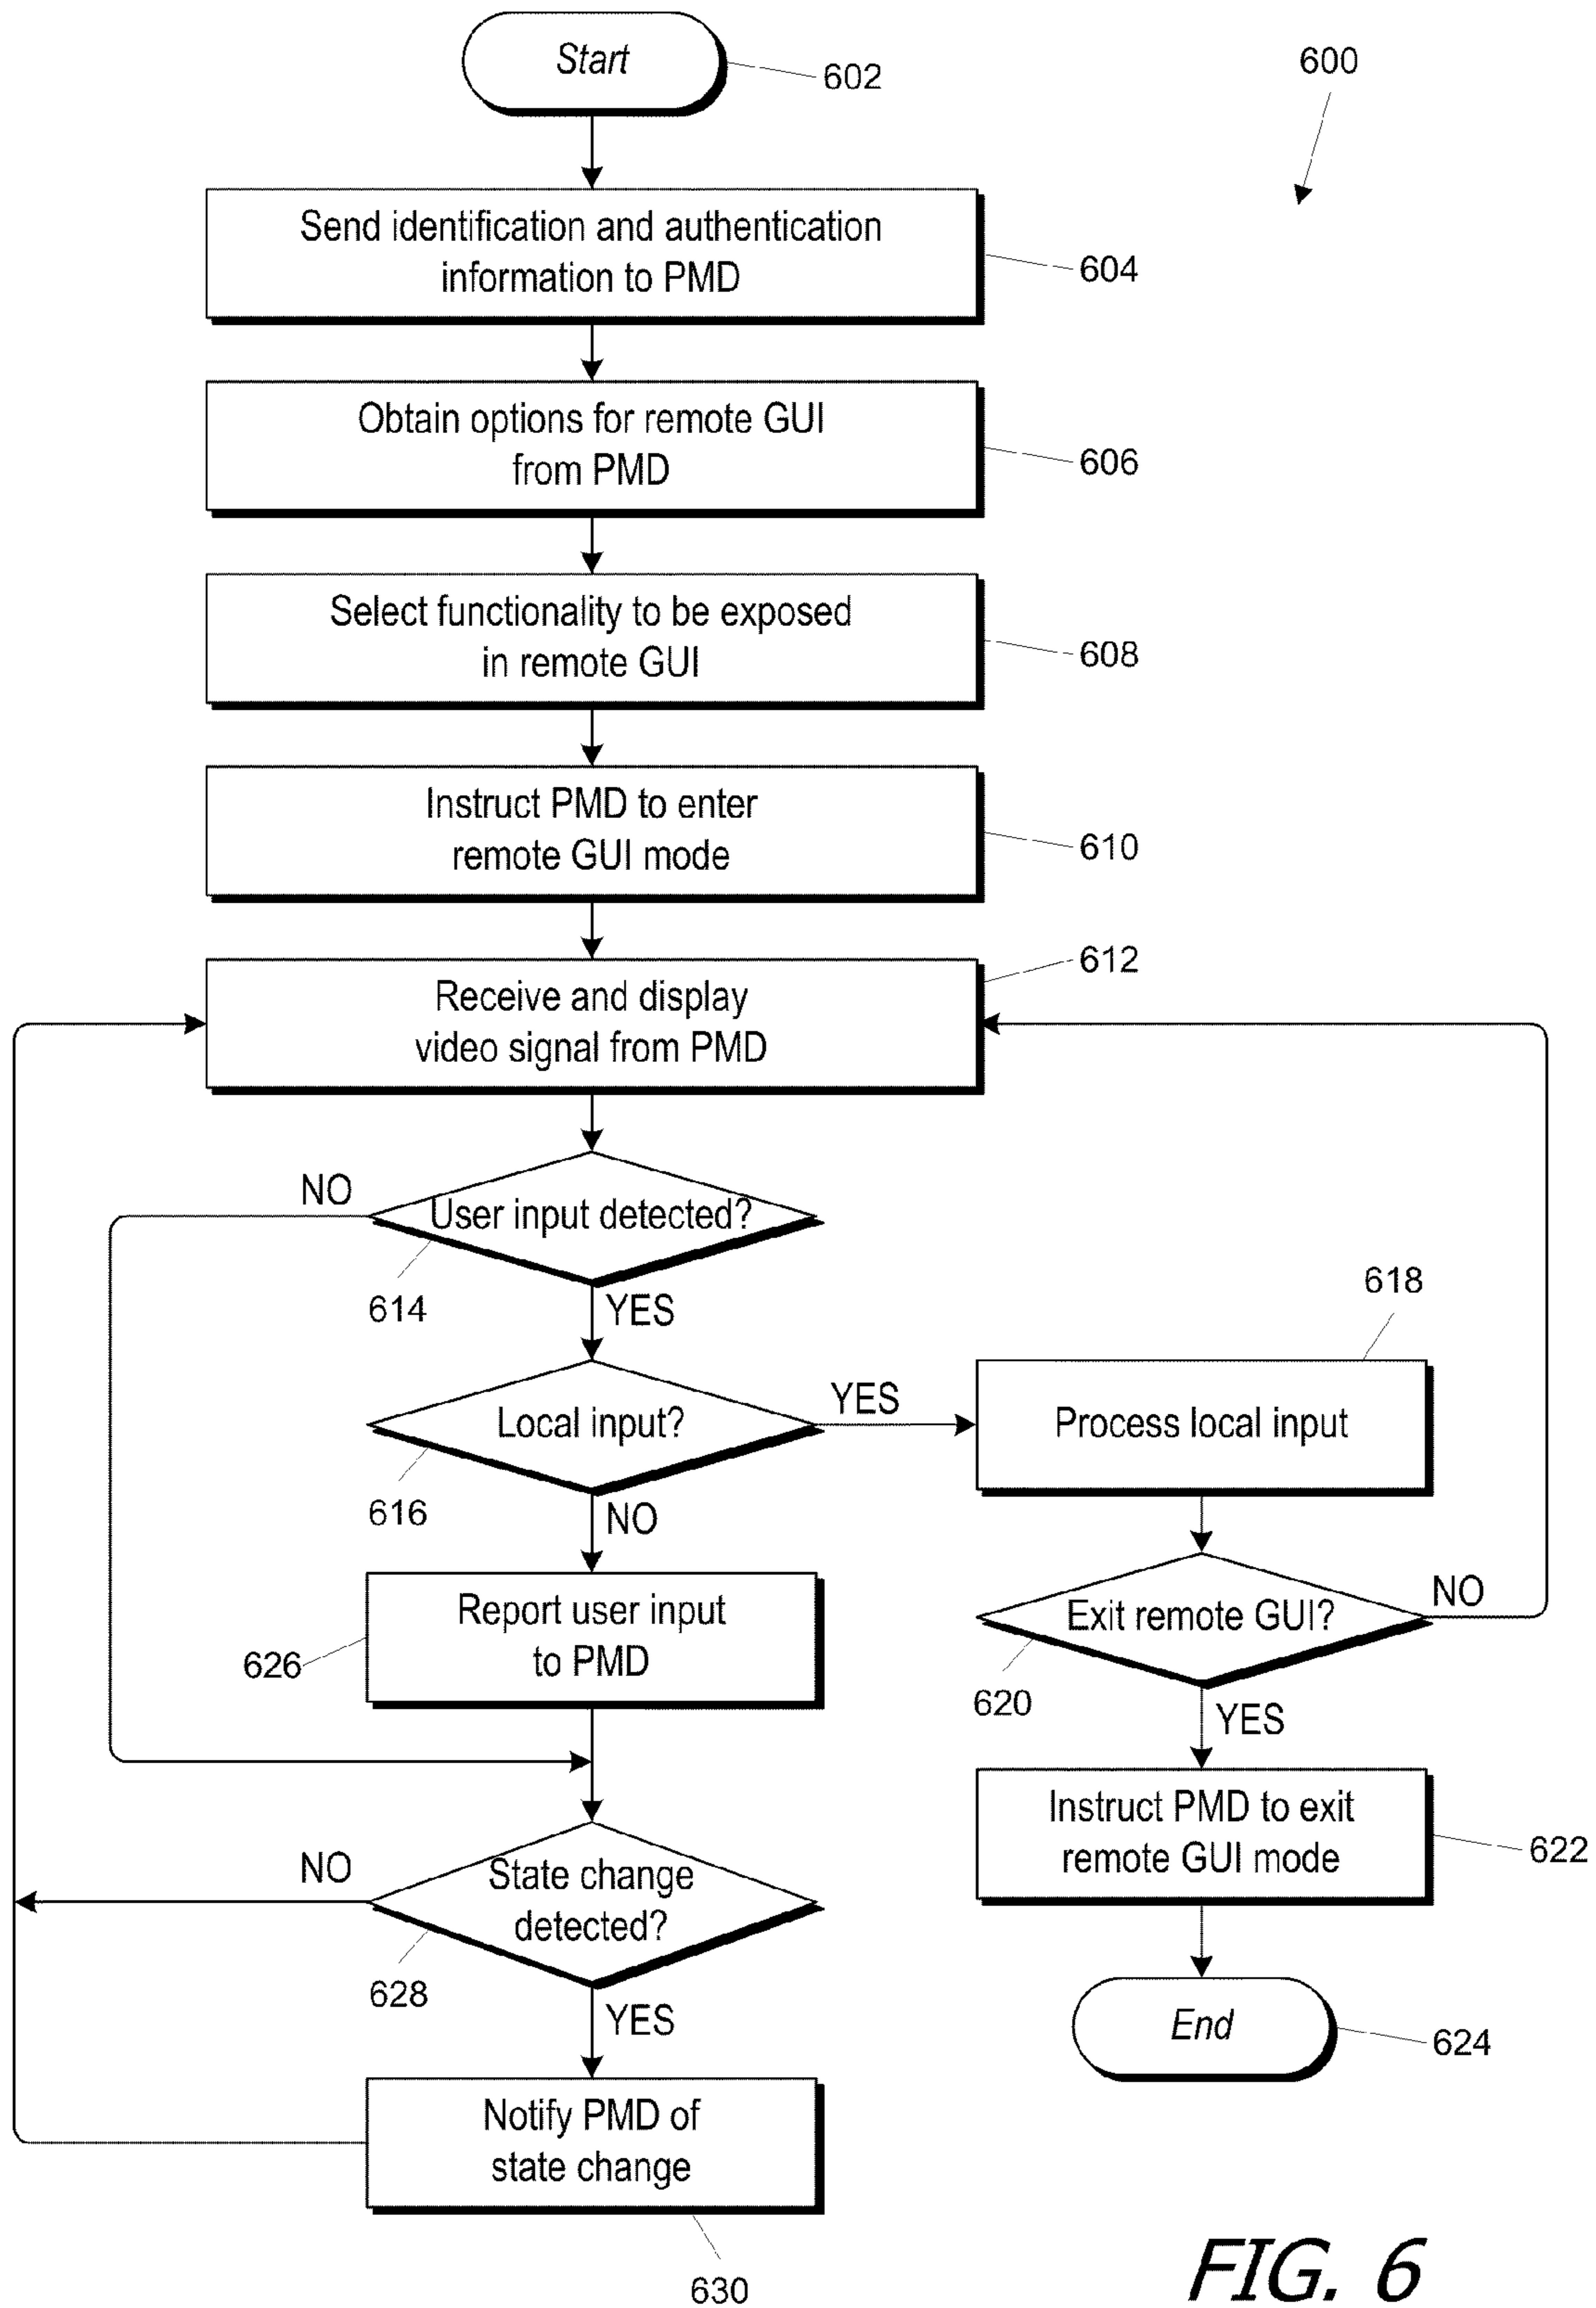 Start
602
600
Send identification and authentication
information to PMD
604
Obtain options for remote GUI
from PMD
606
Select functionality to be exposed
in remote GUI
608
Instruct PMD to enter
remote GUI mode
610
612
Receive and display
video signal from PMD
NO
User input detected?
614
YES
618
Local input?
YES
Process local input
616
NO
Report user input
to PMD
626
Exit remote GUI?
NO
620
YES
Instruct PMD to exit
remote GUI mode
622
NO
State change
detected?
628
YES
End
624
Notify PMD of
state change
630
FIG. 6